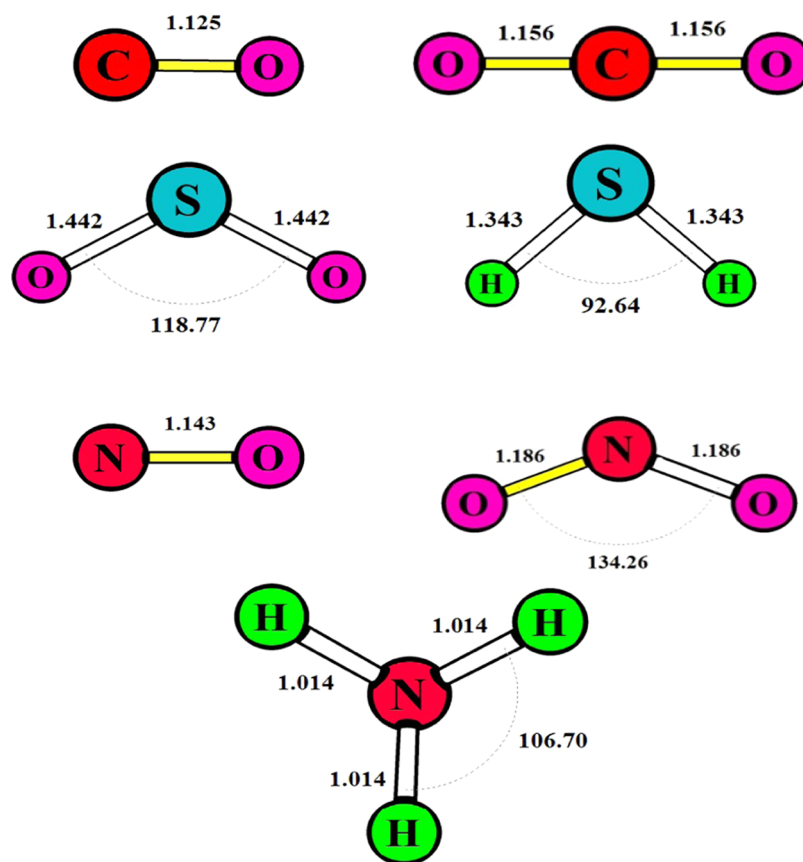 1.125
C O
1.156 1.156
O C O
S
1.442 1.442
O O
118.77
S
1.343 1.343
H H
92.64
1.143
N O
N
1.186 1.186
O O
134.26
H H
1.014
1.014
N
106.70
1.014
H